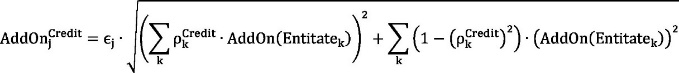 AddOn_j^Credit = ϵ_j · √((∑_k ρ_k^Credit · AddOn(Entitate_k))^2 + ∑_k (1 − (ρ_k^Credit)^2) · (AddOn(Entitate_k))^2)